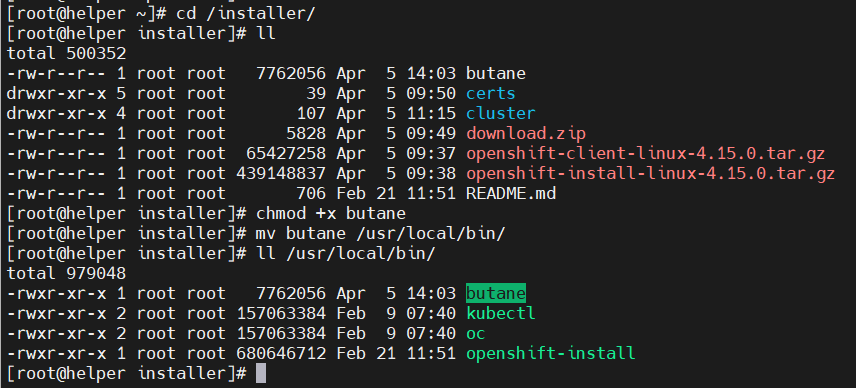 [root@helper ~]# cd /installer/
[root@helper installer]# ll
total 500352
-rw-r--r-- 1 root root   7762056 Apr  5 14:03 butane
drwxr-xr-x 5 root root        39 Apr  5 09:50 certs
drwxr-xr-x 4 root root       107 Apr  5 11:15 cluster
-rw-r--r-- 1 root root      5828 Apr  5 09:49 download.zip
-rw-r--r-- 1 root root  65427258 Apr  5 09:37 openshift-client-linux-4.15.0.tar.gz
-rw-r--r-- 1 root root 439148837 Apr  5 09:38 openshift-install-linux-4.15.0.tar.gz
-rw-r--r-- 1 root root       706 Feb 21 11:51 README.md
[root@helper installer]# chmod +x butane
[root@helper installer]# mv butane /usr/local/bin/
[root@helper installer]# ll /usr/local/bin/
total 979048
-rwxr-xr-x 1 root root   7762056 Apr  5 14:03 butane
-rwxr-xr-x 2 root root 157063384 Feb  9 07:40 kubectl
-rwxr-xr-x 2 root root 157063384 Feb  9 07:40 oc
-rwxr-xr-x 1 root root 680646712 Feb 21 11:51 openshift-install
[root@helper installer]#